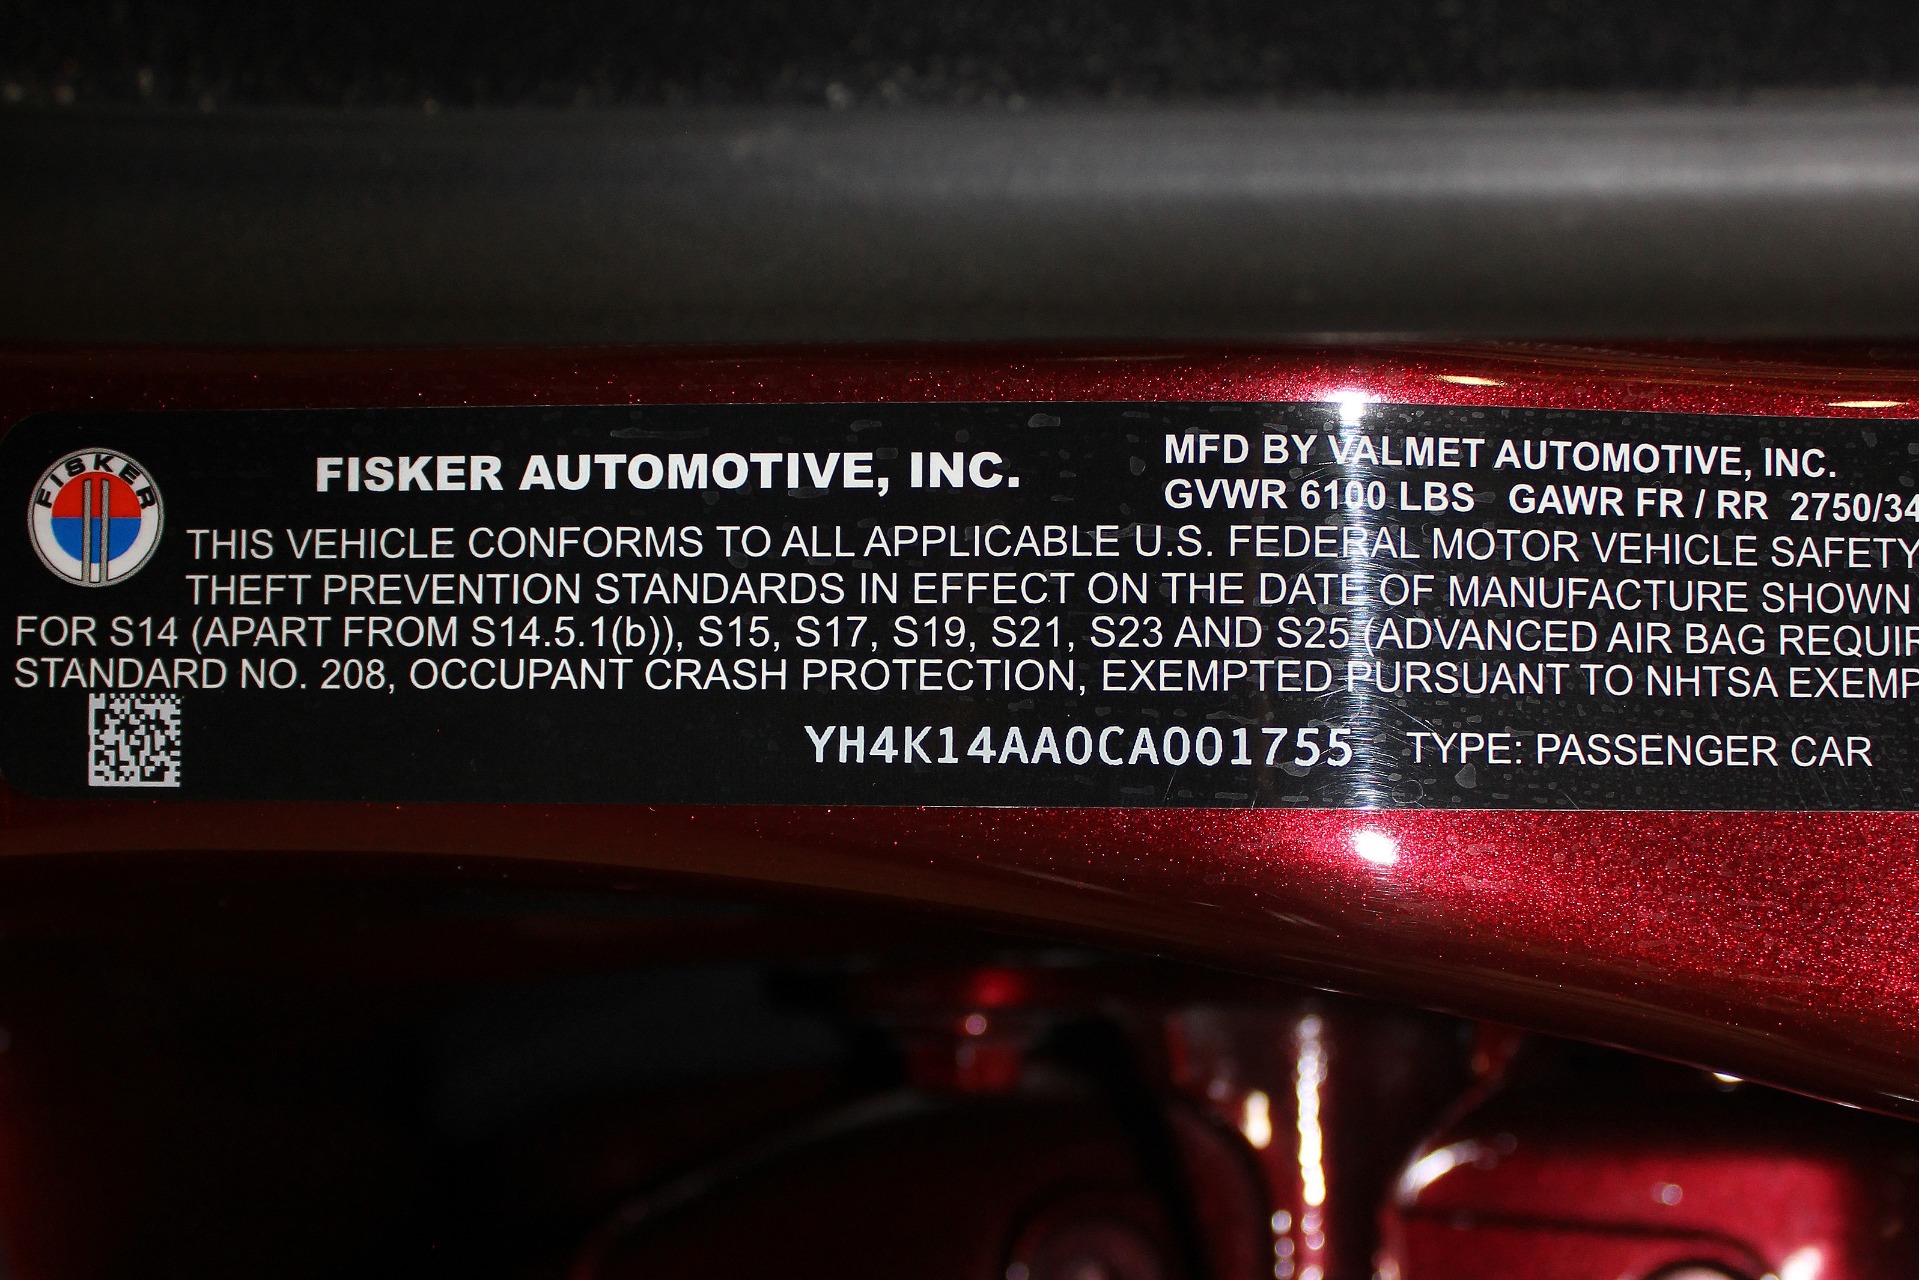 FISKER
FISKER AUTOMOTIVE, INC.
MFD BY VALMET AUTOMOTIVE, INC.
GVWR 6100 LBS GAWR FR / RR 2750/34
THIS VEHICLE CONFORMS TO ALL APPLICABLE U.S. FEDERAL MOTOR VEHICLE SAFETY
THEFT PREVENTION STANDARDS IN EFFECT ON THE DATE OF MANUFACTURE SHOWN
FOR S14 (APART FROM S14.5.1(b)), S15, S17, S19, S21, S23 AND S25 (ADVANCED AIR BAG REQUIR
STANDARD NO. 208, OCCUPANT CRASH PROTECTION, EXEMPTED PURSUANT TO NHTSA EXEMP
YH4K14AA0CA001755 TYPE: PASSENGER CAR